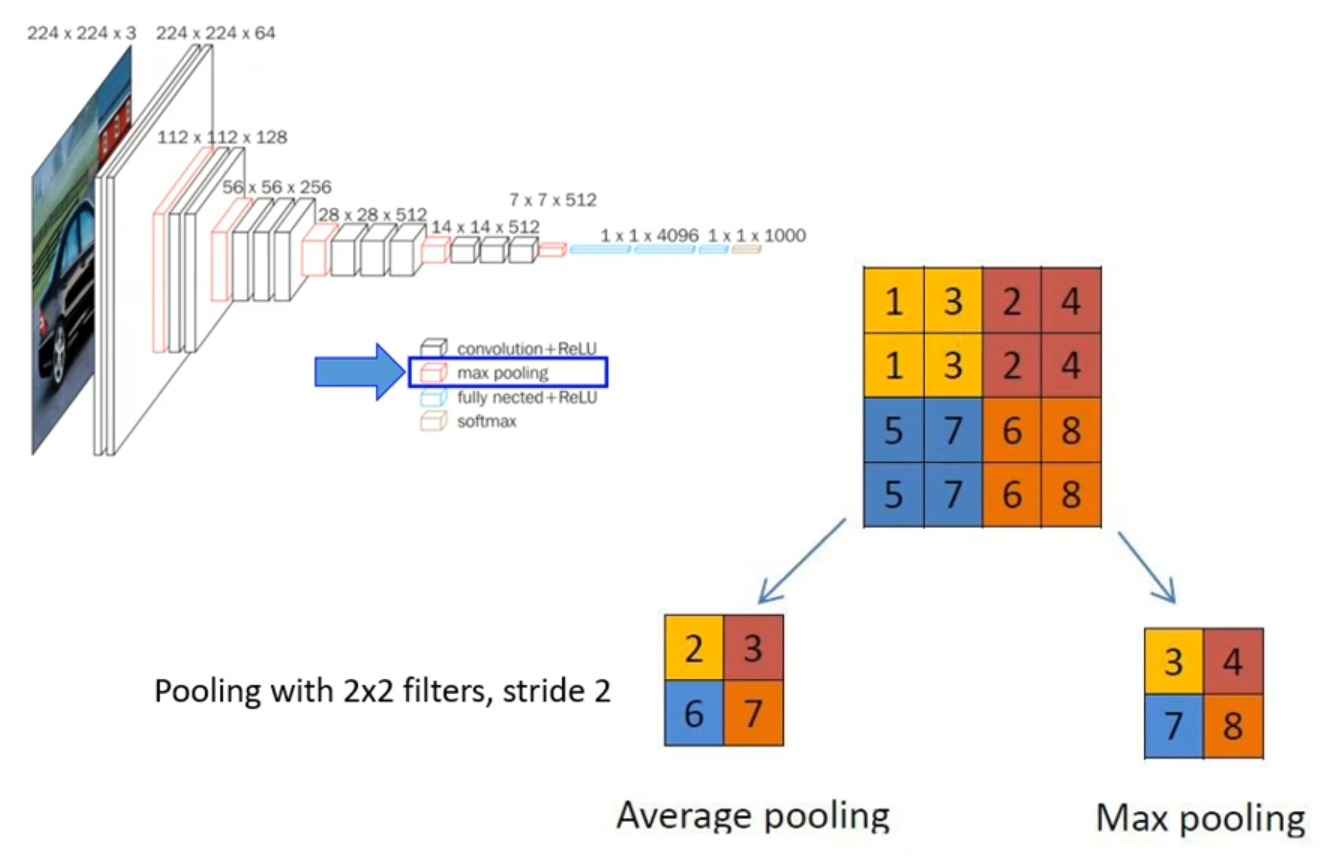 224 x 224 x 3
224 x 224 x 64
112 x 112 x 128
56 x 56 x 256
28 x 28 x 512
14 x 14 x 512
7 x 7 x 512
1 x 1 x 4096
1 x 1 x 1000
convolution+ReLU
max pooling
fully nected+ReLU
softmax
1 3 2 4
1 3 2 4
5 7 6 8
5 7 6 8
Pooling with 2x2 filters, stride 2
2 3
6 7
Average pooling
3 4
7 8
Max pooling